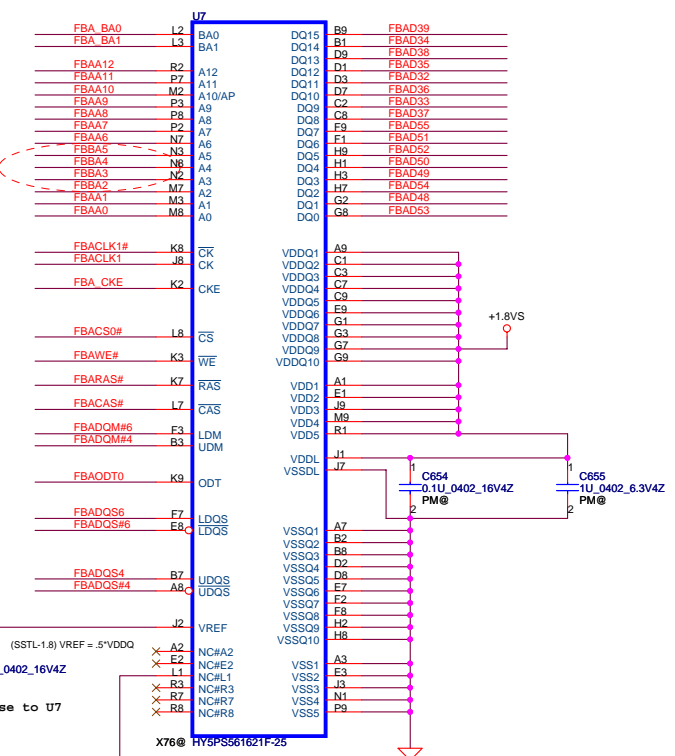 U7
FBA_BA0 L2 BA0 DQ15 B9 FBAD39
FBA_BA1 L3 BA1 DQ14 B1 FBAD34
DQ13 D9 FBAD38
FBAA12 R2 A12 DQ12 D1 FBAD35
FBAA11 P7 A11 DQ11 D3 FBAD32
FBAA10 M2 A10/AP DQ10 D7 FBAD36
FBAA9 P3 A9 DQ9 C2 FBAD33
FBAA8 P8 A8 DQ8 C8 FBAD37
FBAA7 P2 A7 DQ7 F9 FBAD55
FBAA6 N7 A6 DQ6 F1 FBAD51
FBBA5 N3 A5 DQ5 H9 FBAD52
FBBA4 N8 A4 DQ4 H1 FBAD50
FBBA3 N2 A3 DQ3 H3 FBAD49
FBBA2 M7 A2 DQ2 H7 FBAD54
FBAA1 M3 A1 DQ1 G2 FBAD48
FBAA0 M8 A0 DQ0 G8 FBAD53
FBACLK1# K8 CK VDDQ1 A9
FBACLK1 J8 CK VDDQ2 C1
VDDQ3 C3
FBA_CKE K2 CKE VDDQ4 C7
VDDQ5 C9
VDDQ6 E9
VDDQ7 G1
+1.8VS
FBACS0# L8 CS VDDQ8 G3
VDDQ9 G7
FBAWE# K3 WE VDDQ10 G9
FBARAS# K7 RAS VDD1 A1
VDD2 E1
FBACAS# L7 CAS VDD3 J9
VDD4 M9
FBADQM#6 F3 LDM VDD5 R1
FBADQM#4 B3 UDM
VDDL J1
VSSDL J7
FBAODT0 K9 ODT
1 C654 0.1U_0402_16V4Z PM@ 2
1 C655 1U_0402_6.3V4Z PM@ 2
FBADQS6 F7 LDQS
FBADQS#6 E8 LDQS VSSQ1 A7
VSSQ2 B2
VSSQ3 B8
VSSQ4 D2
FBADQS4 B7 UDQS VSSQ5 D8
FBADQS#4 A8 UDQS VSSQ6 E7
VSSQ7 F2
VSSQ8 F8
J2 VREF VSSQ9 H2
VSSQ10 H8
(SSTL-1.8) VREF = .5*VDDQ
A2 NC#A2
E2 NC#E2 VSS1 A3
_0402_16V4Z
L1 NC#L1 VSS2 E3
R3 NC#R3 VSS3 J3
R7 NC#R7 VSS4 N1
se to U7
R8 NC#R8 VSS5 P9
X76@ HY5PS561621F-25